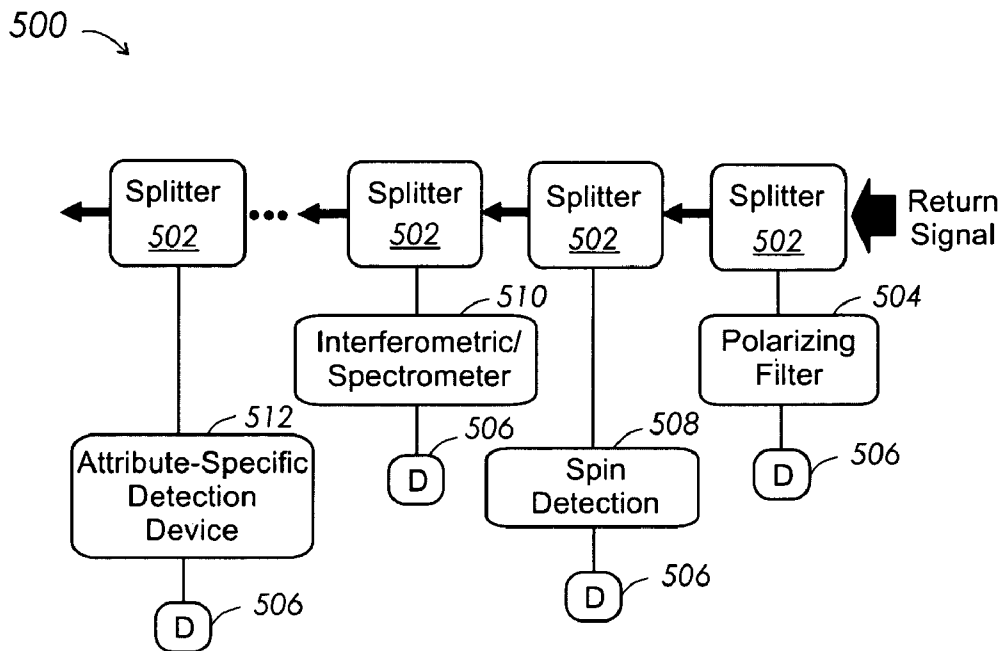 500
Splitter
502
Splitter
502
Splitter
502
Splitter
502
Return
Signal
510
Interferometric/
Spectrometer
504
Polarizing
Filter
512
Attribute-Specific
Detection
Device
506
D
508
Spin
Detection
506
D
506
D
506
D